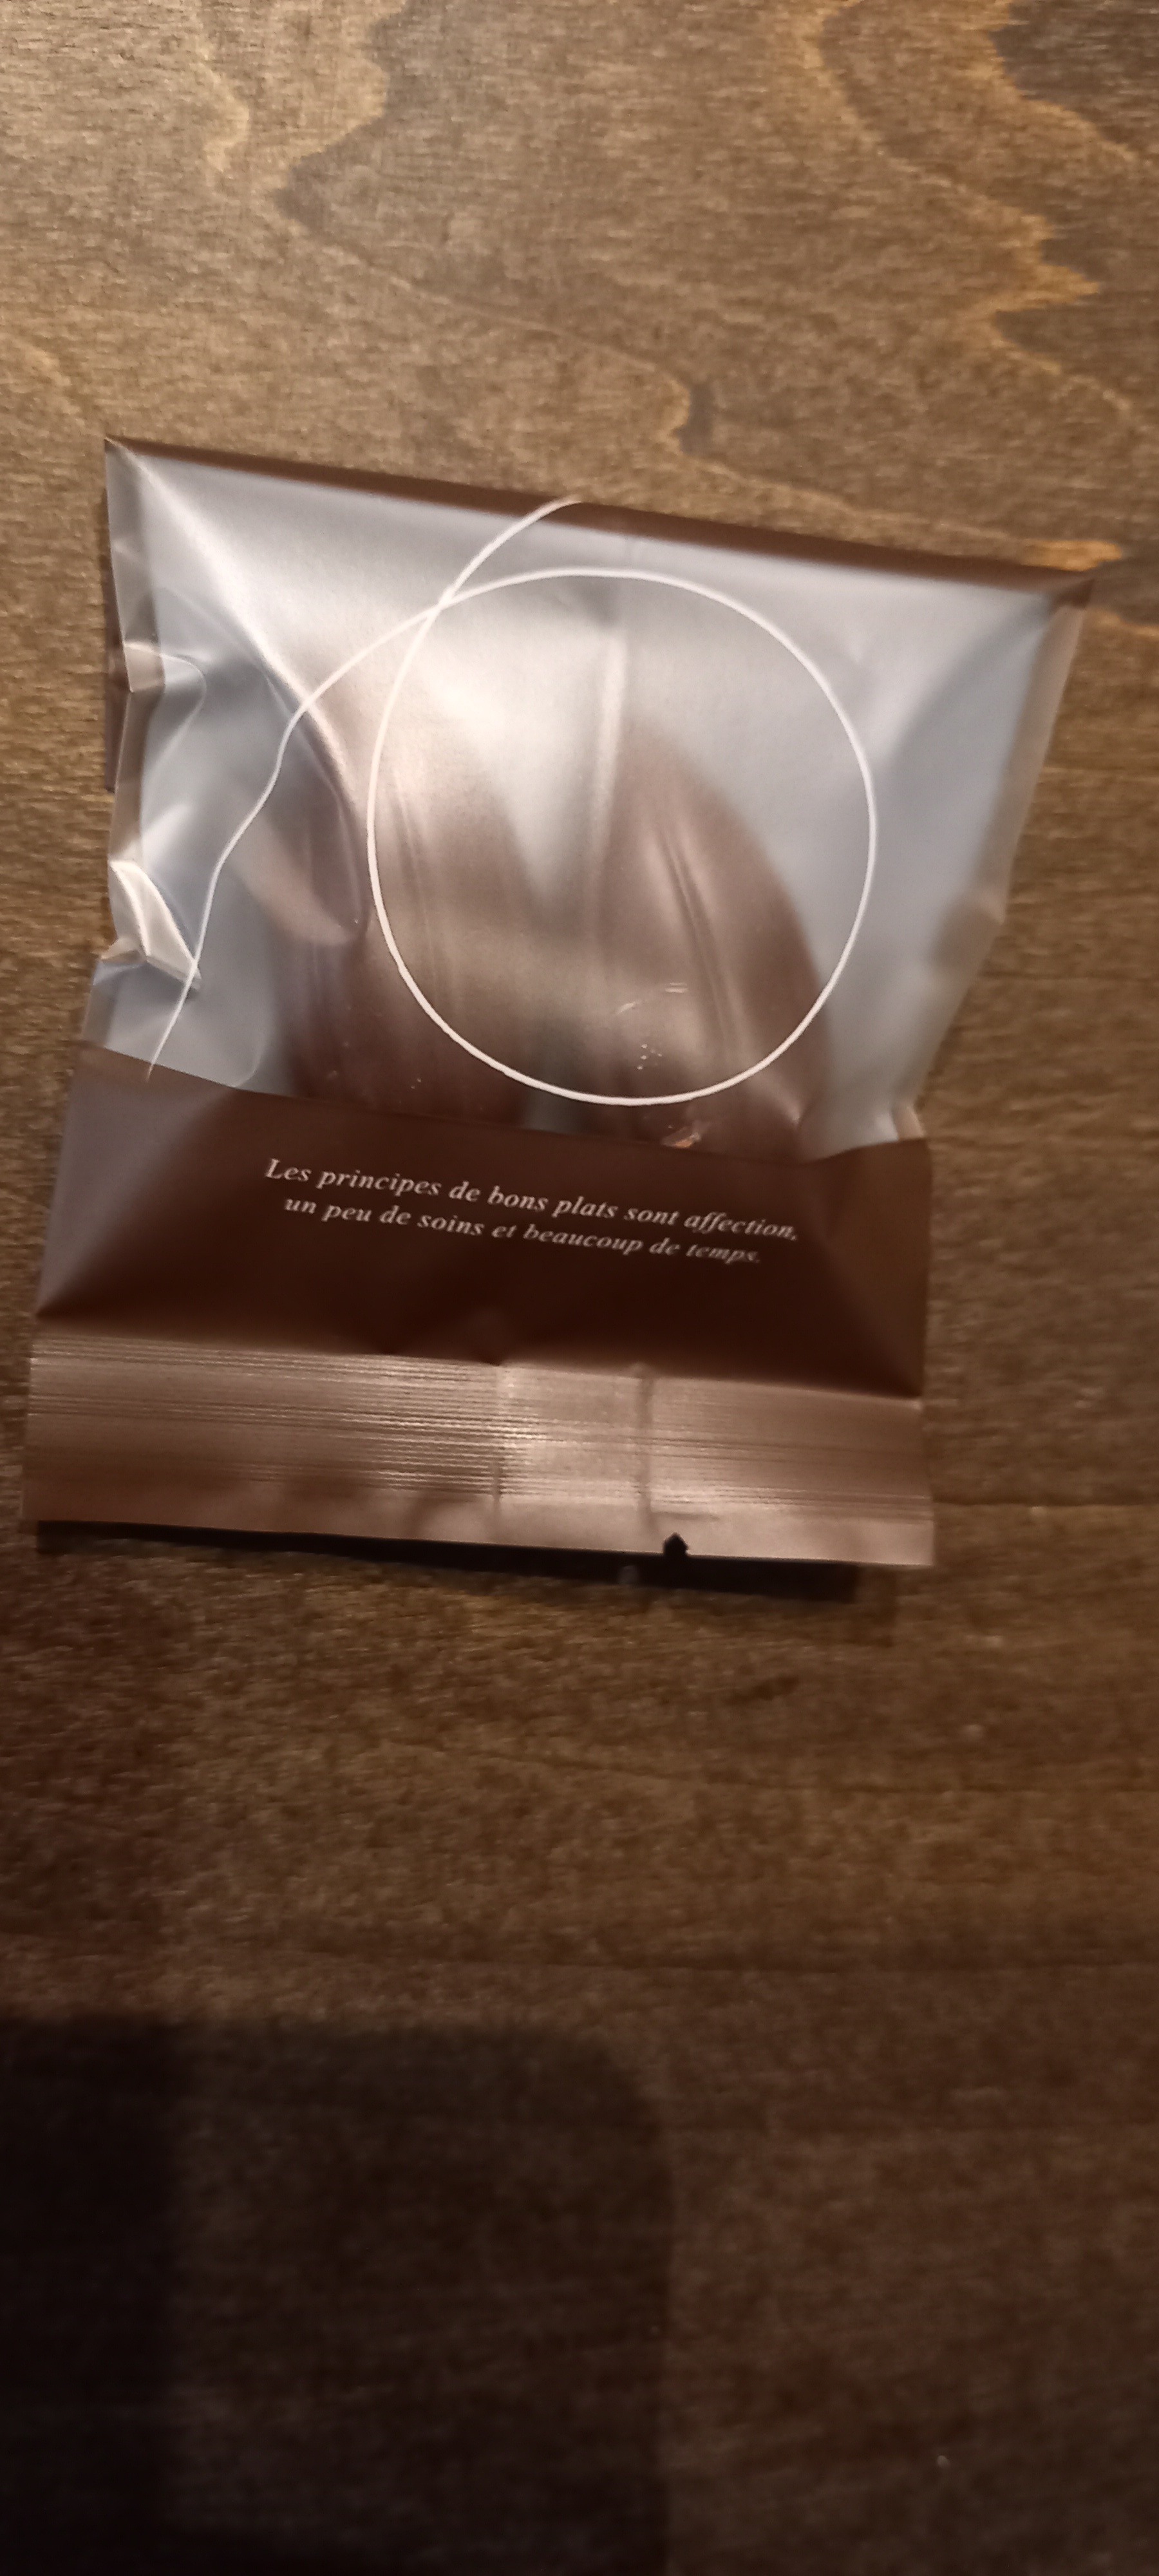 Les principes de bons plats sont affection,
un peu de soins et beaucoup de temps.